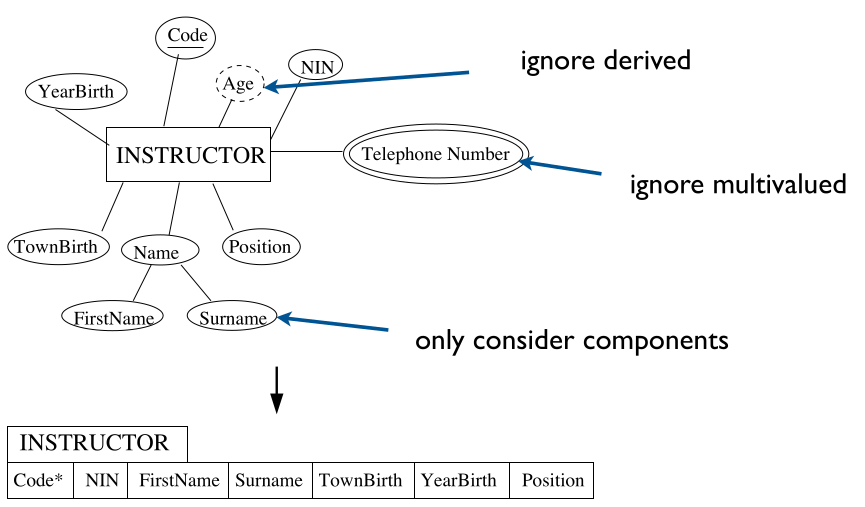 Code
Age
NIN
ignore derived
YearBirth
INSTRUCTOR
Telephone Number
ignore multivalued
TownBirth
Name
Position
FirstName
Surname
only consider components
INSTRUCTOR
Code* NIN FirstName Surname TownBirth YearBirth Position